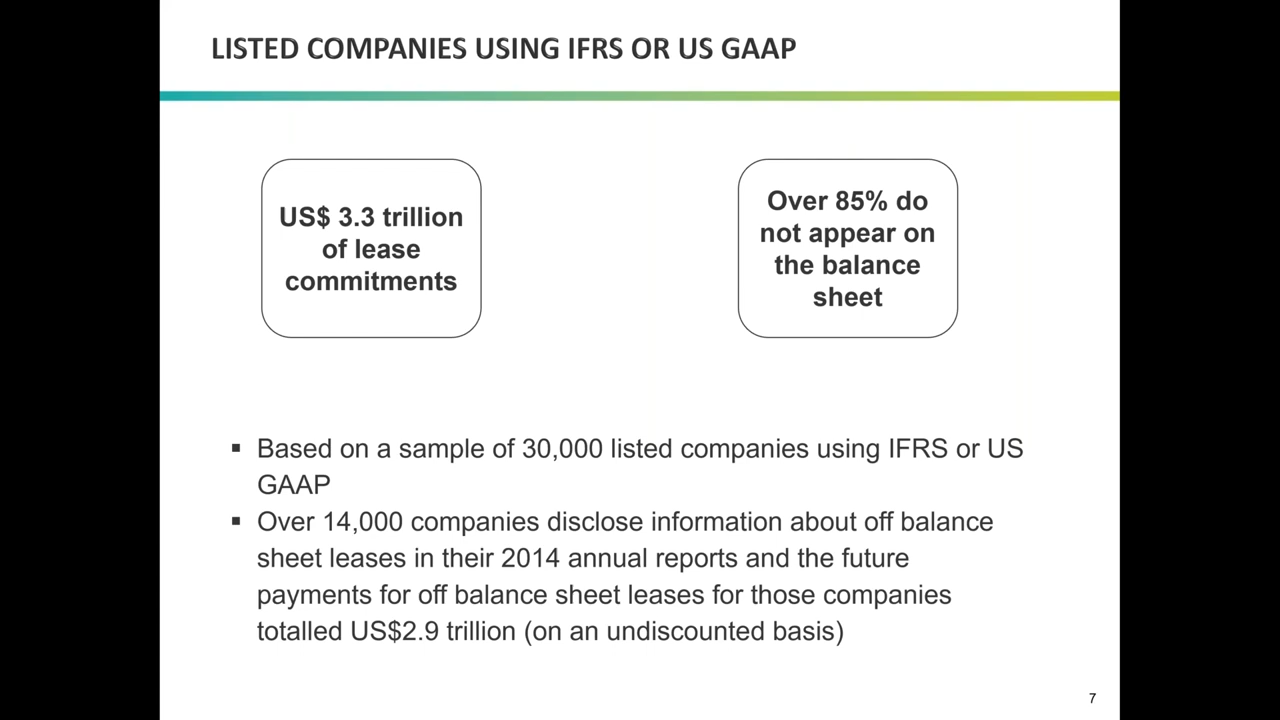 LISTED COMPANIES USING IFRS OR US GAAP
US$ 3.3 trillion
of lease
commitments
Over 85% do
not appear on
the balance
sheet
▪ Based on a sample of 30,000 listed companies using IFRS or US
GAAP
▪ Over 14,000 companies disclose information about off balance
sheet leases in their 2014 annual reports and the future
payments for off balance sheet leases for those companies
totalled US$2.9 trillion (on an undiscounted basis)
7